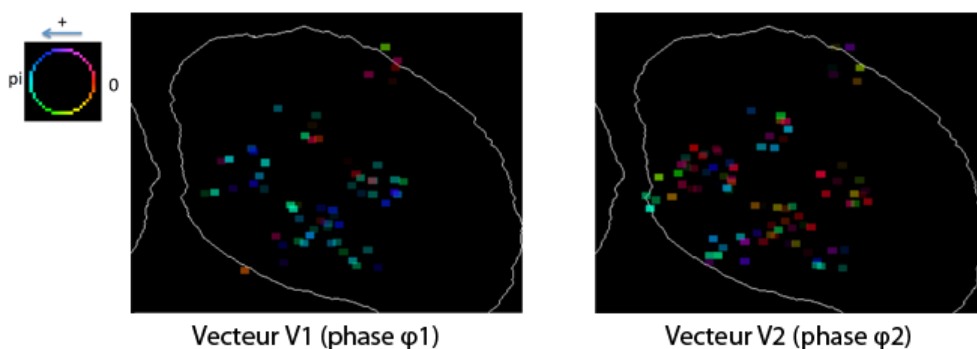 +
pi
0
Vecteur V1 (phase φ1)
Vecteur V2 (phase φ2)